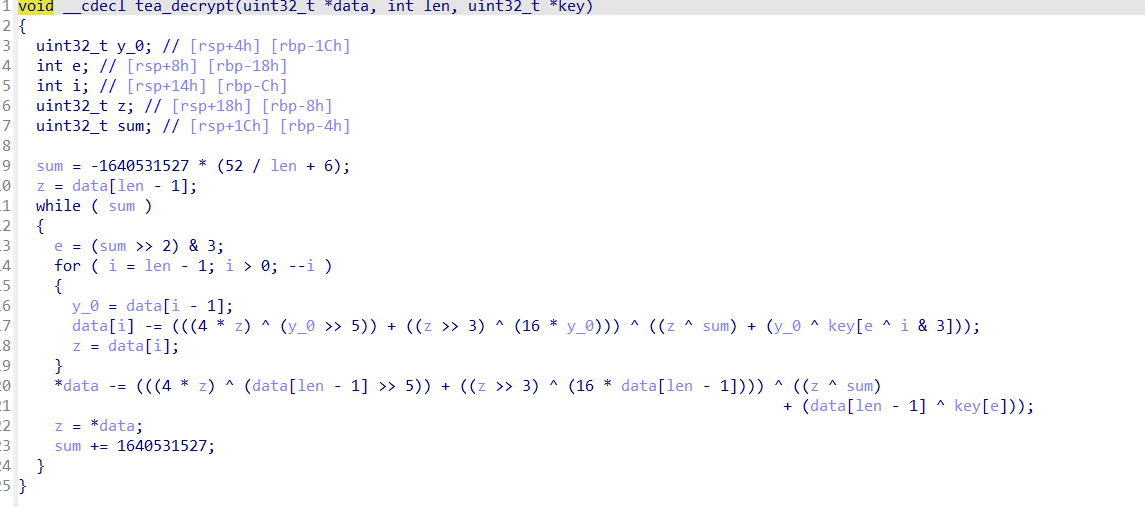 1 void __cdecl tea_decrypt(uint32_t *data, int len, uint32_t *key)
2 {
3 uint32_t y_0; // [rsp+4h] [rbp-1Ch]
4 int e; // [rsp+8h] [rbp-18h]
5 int i; // [rsp+14h] [rbp-Ch]
6 uint32_t z; // [rsp+18h] [rbp-8h]
7 uint32_t sum; // [rsp+1Ch] [rbp-4h]
8
9 sum = -1640531527 * (52 / len + 6);
0 z = data[len - 1];
1 while ( sum )
2 {
3 e = (sum >> 2) & 3;
4 for ( i = len - 1; i > 0; --i )
5 {
6 y_0 = data[i - 1];
7 data[i] -= (((4 * z) ^ (y_0 >> 5)) + ((z >> 3) ^ (16 * y_0))) ^ ((z ^ sum) + (y_0 ^ key[e ^ i & 3]));
8 z = data[i];
9 }
0 *data -= (((4 * z) ^ (data[len - 1] >> 5)) + ((z >> 3) ^ (16 * data[len - 1]))) ^ ((z ^ sum)
1 + (data[len - 1] ^ key[e]));
2 z = *data;
3 sum += 1640531527;
4 }
5 }